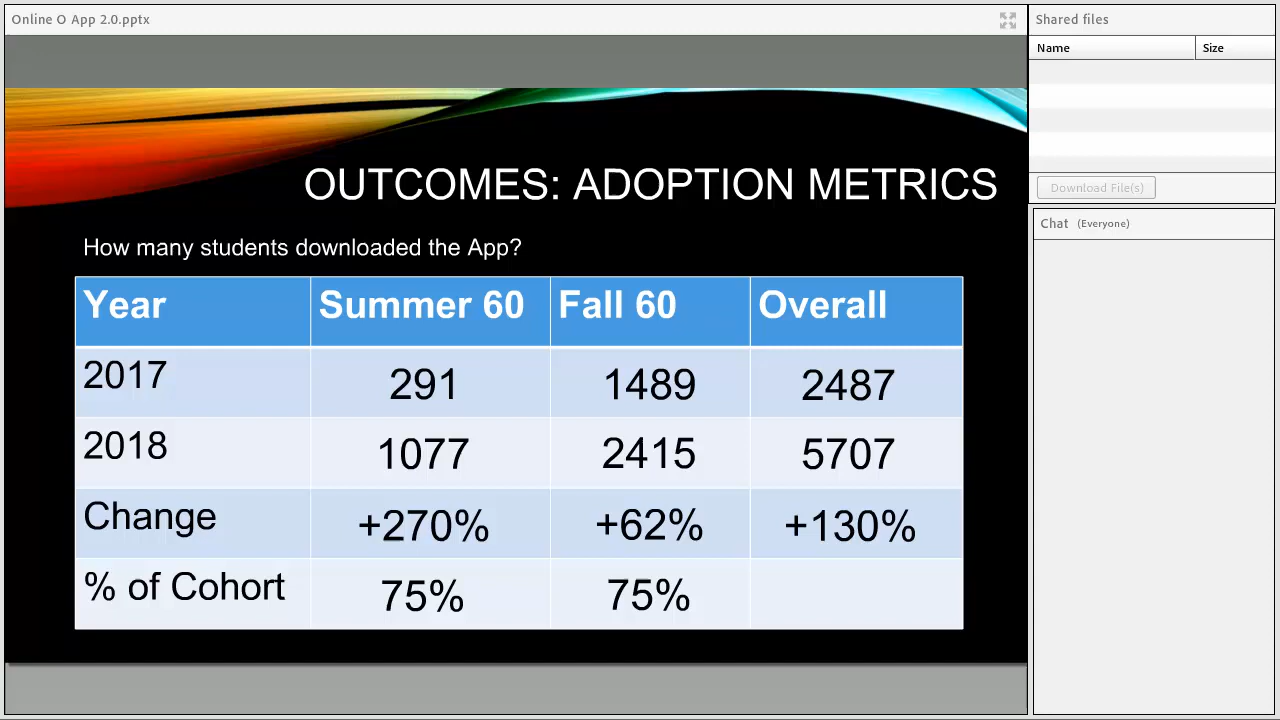 Online O App 2.0.pptx
Shared files
Name Size
Download File(s)
Chat (Everyone)
OUTCOMES: ADOPTION METRICS
How many students downloaded the App?
Year Summer 60 Fall 60 Overall
2017 291 1489 2487
2018 1077 2415 5707
Change +270% +62% +130%
% of Cohort 75% 75%